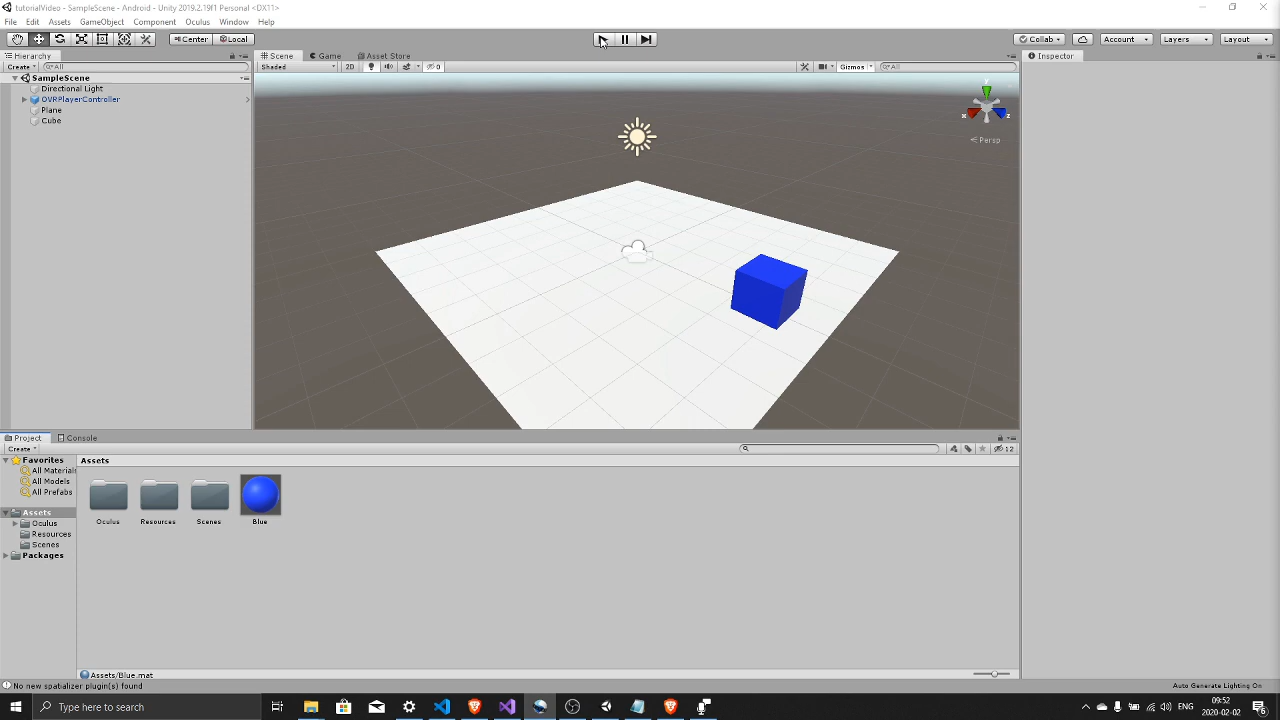 tutorialVideo - SampleScene - Android - Unity 2019.2.19f1 Personal <DX11>
File Edit Assets GameObject Component Oculus Window Help
Center Local Collab Account Layers Layout
Hierarchy Scene Game Asset Store Inspector
Create All Shaded 2D 0 Gizmos All
SampleScene
Directional Light
OVRPlayerController
Plane
Cube
y
x z
Persp
Project Console
Create 12
Favorites
All Materials
All Models
All Prefabs
Assets
Oculus
Resources
Scenes
Packages
Assets
Oculus Resources Scenes Blue
Assets/Blue.mat
No new spatializer plugin(s) found Auto Generate Lighting On
Type here to search
ENG
09:52
2020-02-02
6